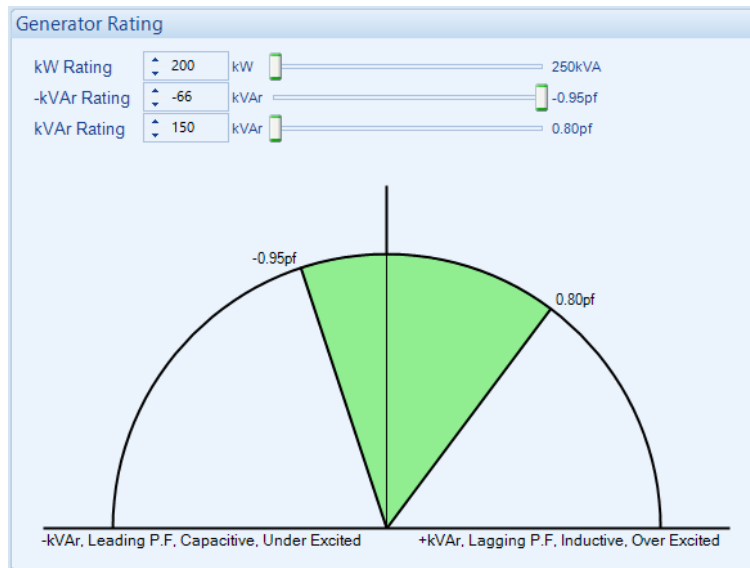 Generator Rating
kW Rating 200 kW 250kVA
-kVAr Rating -66 kVAr -0.95pf
kVAr Rating 150 kVAr 0.80pf
-0.95pf
0.80pf
-kVAr, Leading P.F, Capacitive, Under Excited +kVAr, Lagging P.F, Inductive, Over Excited